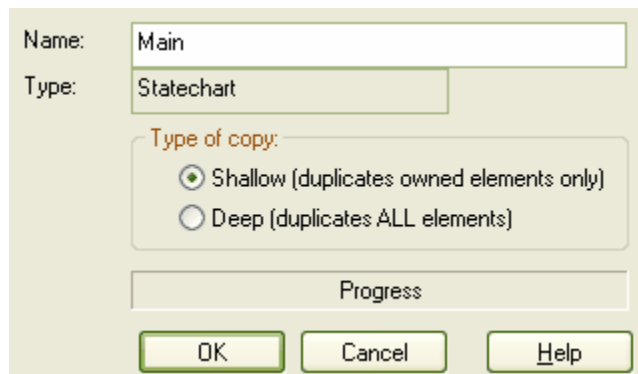 Name: Main
Type: Statechart
Type of copy:
Shallow (duplicates owned elements only)
Deep (duplicates ALL elements)
Progress
OK Cancel Help